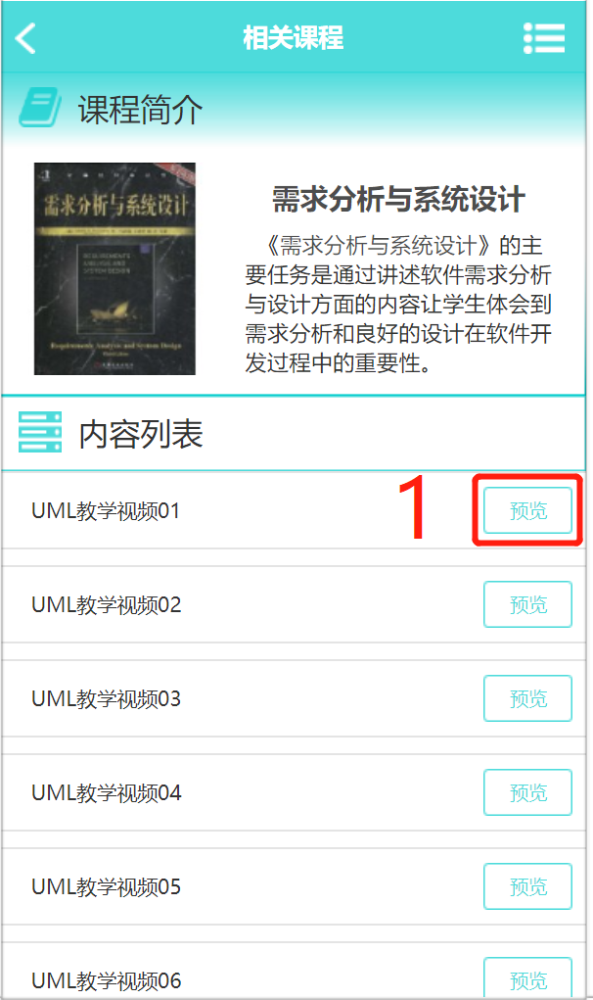 相关课程
课程简介
需求分析与系统设计
需求分析与系统设计
《需求分析与系统设计》的主
要任务是通过讲述软件需求分析
与设计方面的内容让学生体会到
需求分析和良好的设计在软件开
发过程中的重要性。
REQUIREMENTS
ANALYSIS AND
SYSTEM DESIGN
Requirements Analysis and System Design
内容列表
UML教学视频01
1
预览
UML教学视频02
预览
UML教学视频03
预览
UML教学视频04
预览
UML教学视频05
预览
UML教学视频06
预览